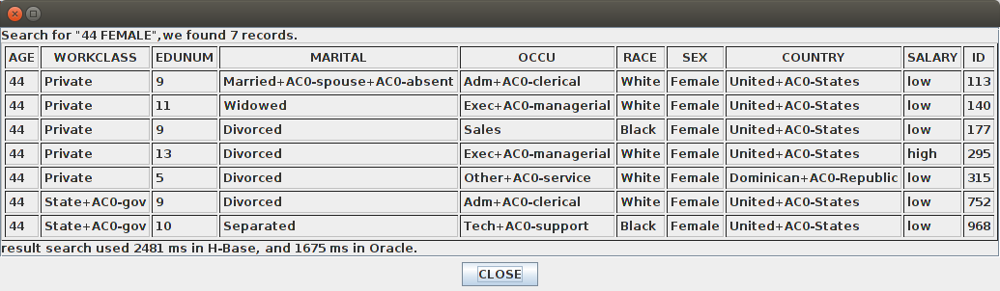 Search for "44 FEMALE",we found 7 records.
AGE WORKCLASS EDUNUM MARITAL OCCU RACE SEX COUNTRY SALARY ID
44 Private 9 Married+AC0-spouse+AC0-absent Adm+AC0-clerical White Female United+AC0-States low 113
44 Private 11 Widowed Exec+AC0-managerial White Female United+AC0-States low 140
44 Private 9 Divorced Sales Black Female United+AC0-States low 177
44 Private 13 Divorced Exec+AC0-managerial White Female United+AC0-States high 295
44 Private 5 Divorced Other+AC0-service White Female Dominican+AC0-Republic low 315
44 State+AC0-gov 9 Divorced Adm+AC0-clerical White Female United+AC0-States low 752
44 State+AC0-gov 10 Separated Tech+AC0-support Black Female United+AC0-States low 968
result search used 2481 ms in H-Base, and 1675 ms in Oracle.
CLOSE